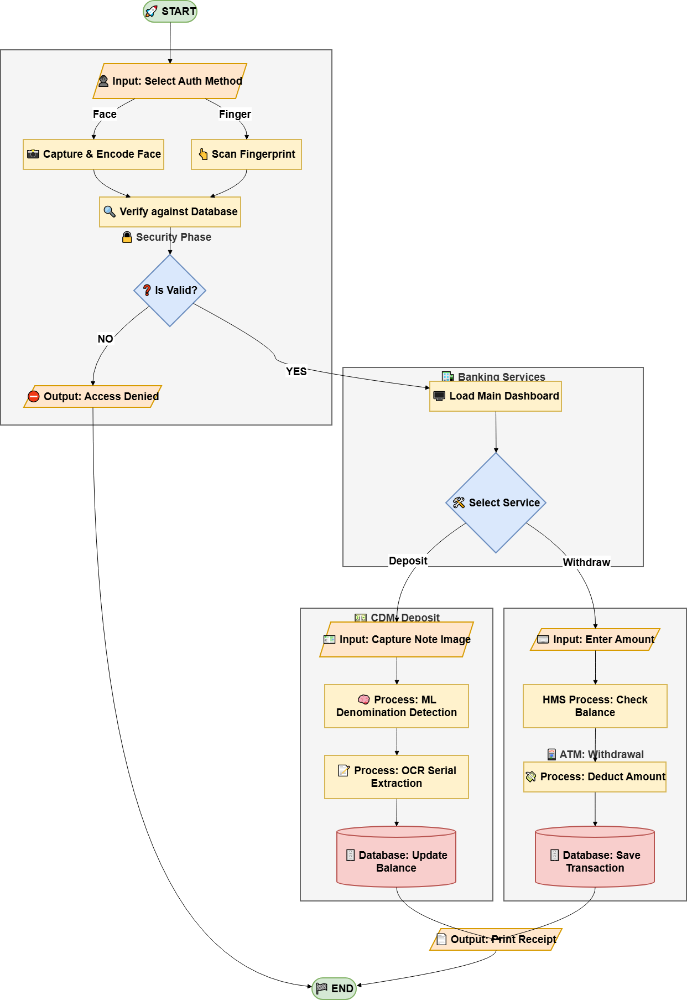 🚀 START
👤 Input: Select Auth Method
Face
Finger
📷 Capture & Encode Face
👆 Scan Fingerprint
🔍 Verify against Database
🔒 Security Phase
❓ Is Valid?
NO
YES
🏦 Banking Services
⛔ Output: Access Denied
🖥️ Load Main Dashboard
🛠️ Select Service
Deposit
Withdraw
💵 CDM: Deposit
💵 Input: Capture Note Image
⌨️ Input: Enter Amount
🧠 Process: ML
Denomination Detection
HMS Process: Check
Balance
🏧 ATM: Withdrawal
📝 Process: OCR Serial
Extraction
💸 Process: Deduct Amount
🗄️ Database: Update
Balance
🗄️ Database: Save
Transaction
📄 Output: Print Receipt
🏁 END